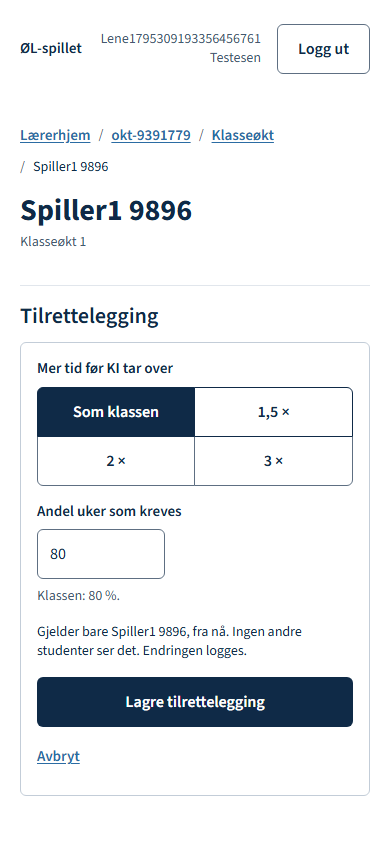 ØL-spillet
Lene1795309193356456761
Testesen
Logg ut
Lærerhjem / okt-9391779 / Klasseøkt
/ Spiller1 9896
Spiller1 9896
Klasseøkt 1
Tilrettelegging
Mer tid før KI tar over
Som klassen
1,5 ×
2 ×
3 ×
Andel uker som kreves
80
Klassen: 80 %.
Gjelder bare Spiller1 9896, fra nå. Ingen andre
studenter ser det. Endringen logges.
Lagre tilrettelegging
Avbryt